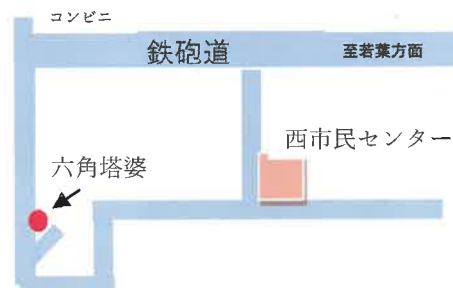 コンビニ
鉄砲道
至若葉方面
西市民センター
六角塔婆